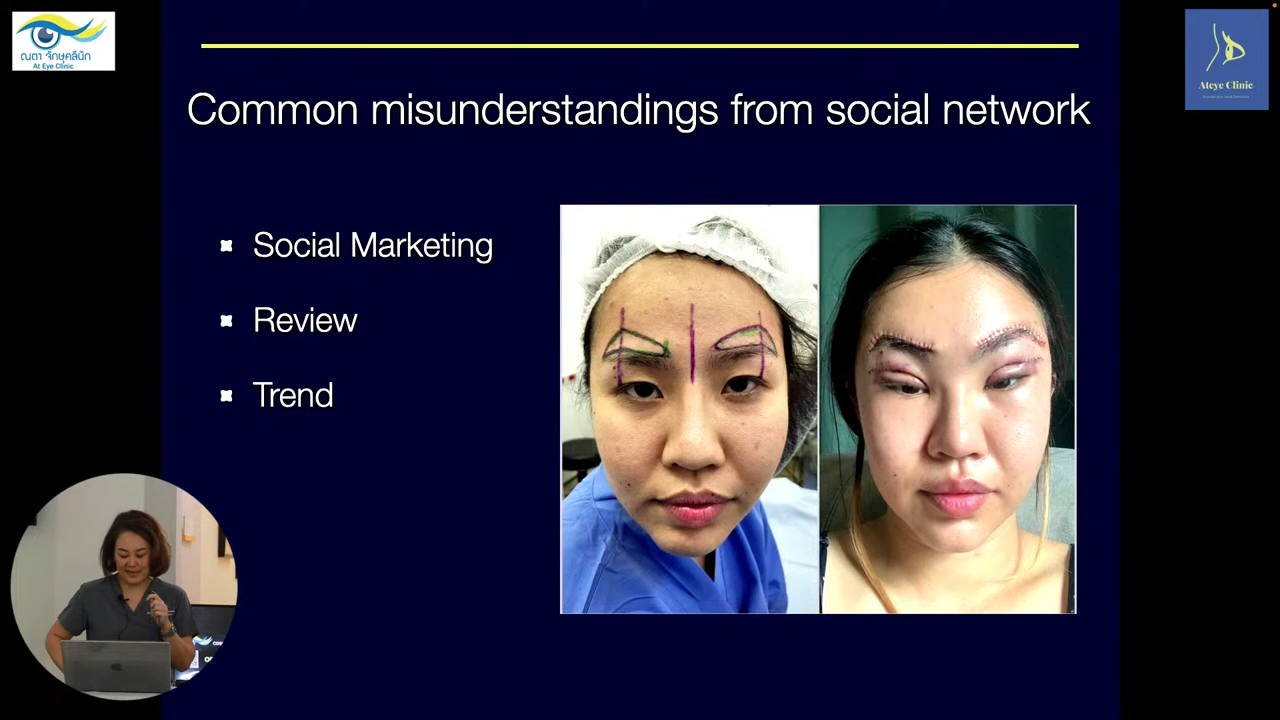 ณตา จักษุคลินิก
At Eye Clinic
Ateye Clinic
Common misunderstandings from social network
Social Marketing
Review
Trend